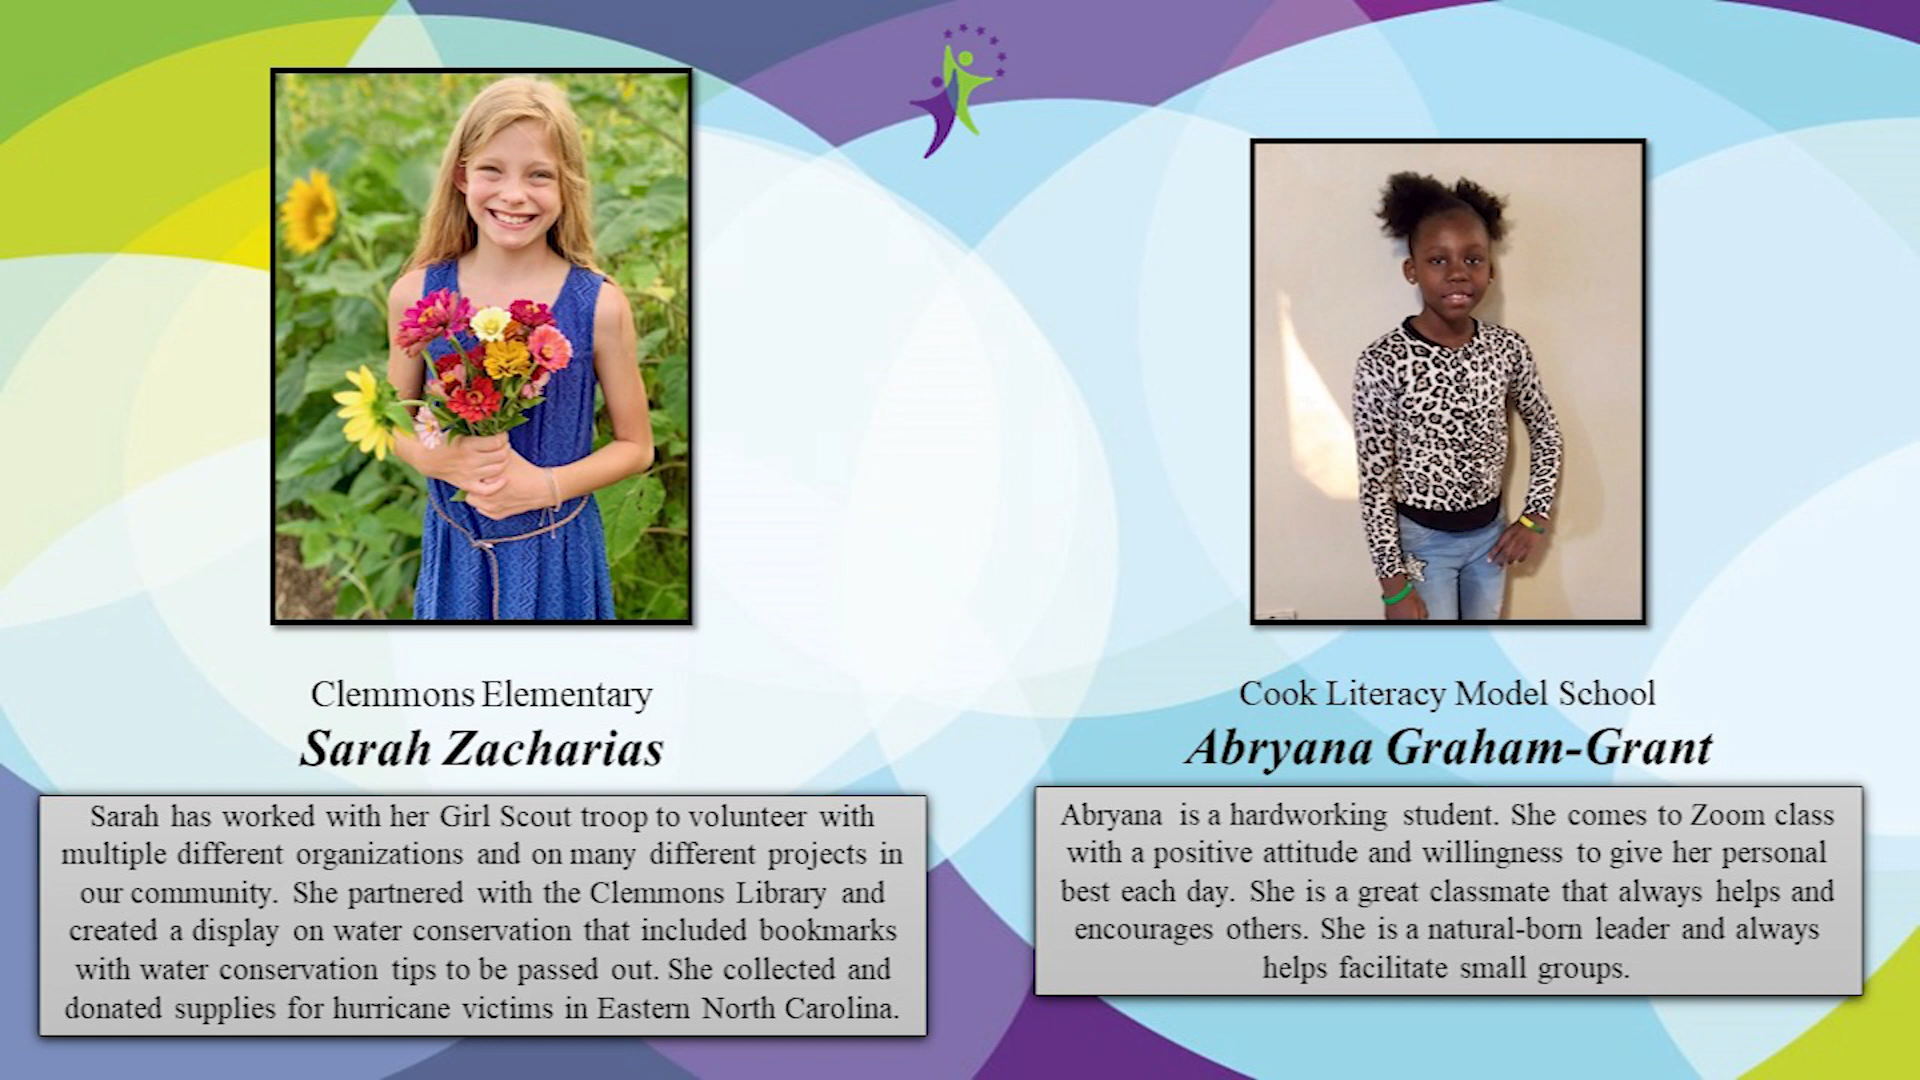 Clemmons Elementary
Sarah Zacharias
Sarah has worked with her Girl Scout troop to volunteer with
multiple different organizations and on many different projects in
our community. She partnered with the Clemmons Library and
created a display on water conservation that included bookmarks
with water conservation tips to be passed out. She collected and
donated supplies for hurricane victims in Eastern North Carolina.
Cook Literacy Model School
Abryana Graham-Grant
Abryana is a hardworking student. She comes to Zoom class
with a positive attitude and willingness to give her personal
best each day. She is a great classmate that always helps and
encourages others. She is a natural-born leader and always
helps facilitate small groups.